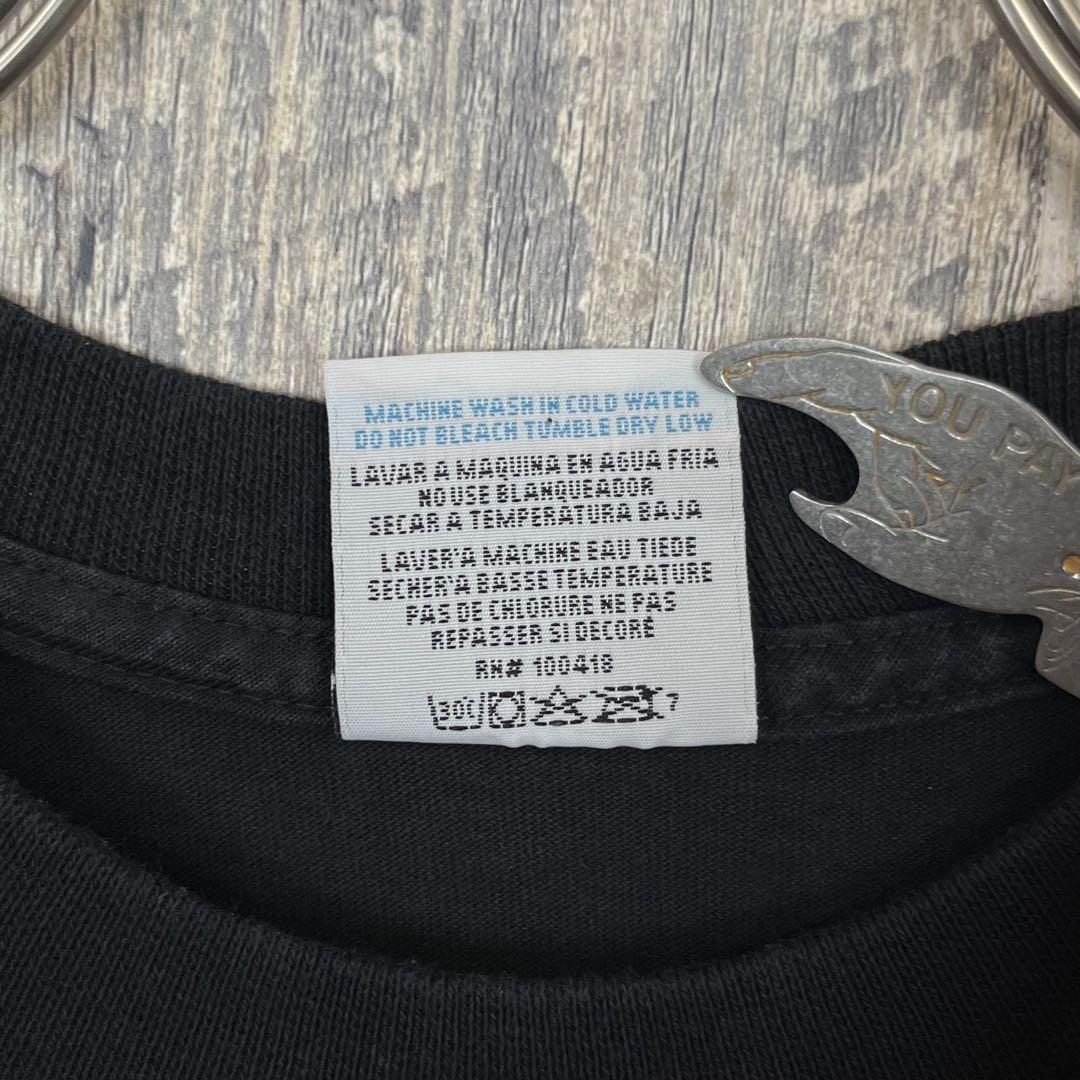 MACHINE WASH IN COLD WATER
DO NOT BLEACH TUMBLE DRY LOW
LAVAR A MAQUINA EN AGUA FRIA
NO USE BLANQUEADOR
SECAR A TEMPERATURA BAJA
LAVER'A MACHINE EAU TIEDE
SECHER'A BASSE TEMPERATURE
PAS DE CHLORURE NE PAS
REPASSER SI DECORÉ
RN# 100418
30C
YOU PAY